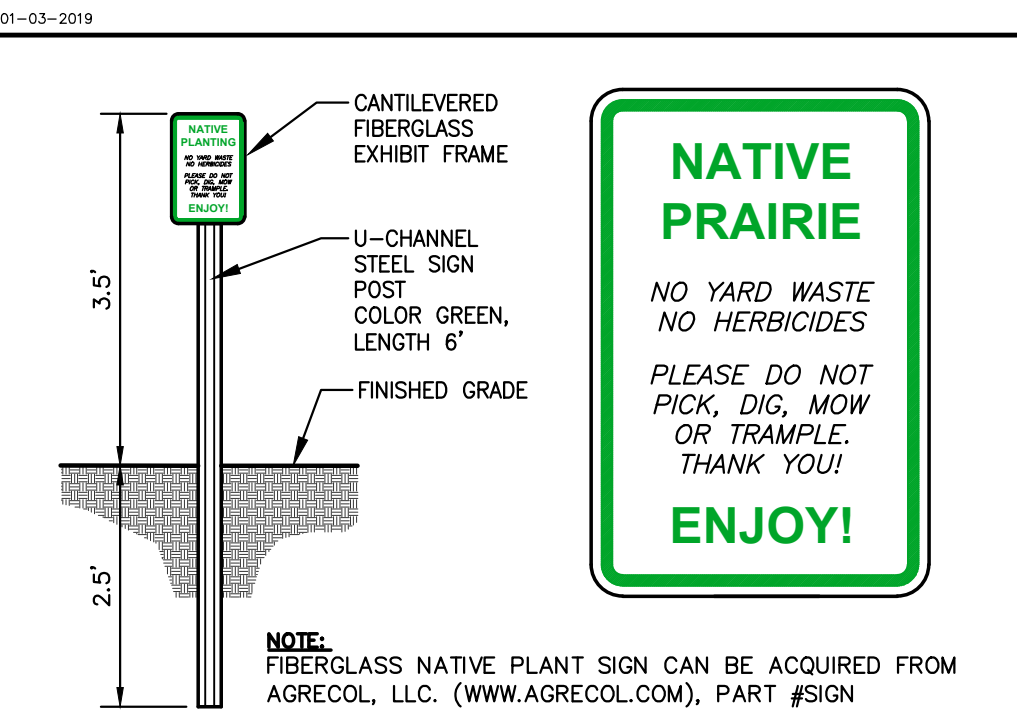 01-03-2019
NATIVE
PLANTING
NO YARD WASTE
NO HERBICIDES
PLEASE DO NOT
PICK, DIG, MOW
OR TRAMPLE.
THANK YOU!
ENJOY!
CANTILEVERED
FIBERGLASS
EXHIBIT FRAME
U-CHANNEL
STEEL SIGN
POST
COLOR GREEN,
LENGTH 6'
FINISHED GRADE
3.5'
2.5'
NATIVE
PRAIRIE
NO YARD WASTE
NO HERBICIDES
PLEASE DO NOT
PICK, DIG, MOW
OR TRAMPLE.
THANK YOU!
ENJOY!
NOTE:
FIBERGLASS NATIVE PLANT SIGN CAN BE ACQUIRED FROM
AGRECOL, LLC. (WWW.AGRECOL.COM), PART #SIGN